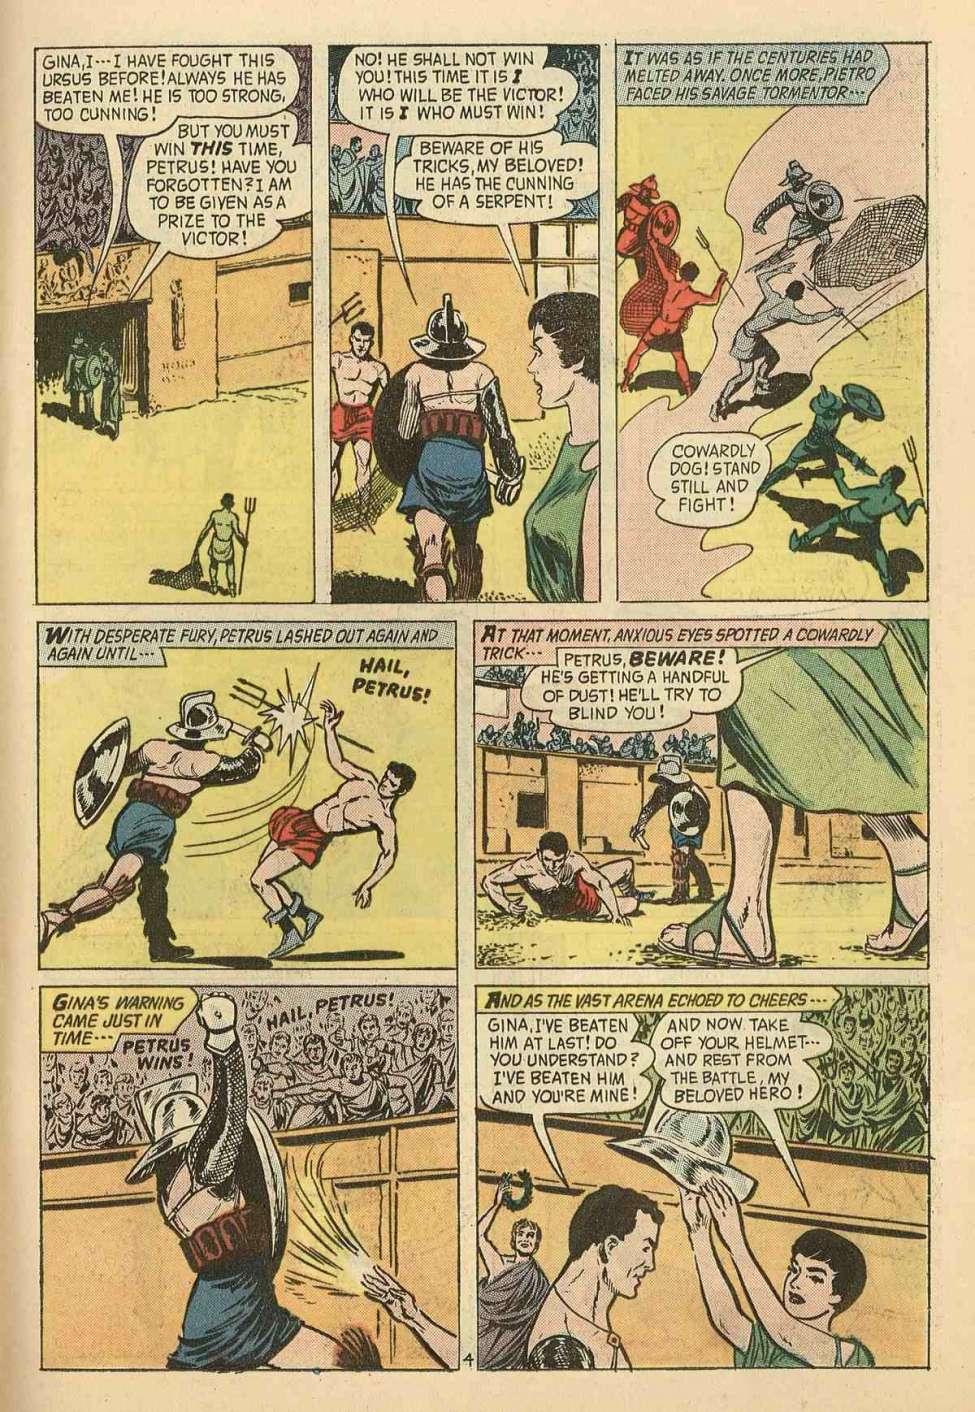 GINA, I--- I HAVE FOUGHT THIS
URSUS BEFORE! ALWAYS HE HAS
BEATEN ME! HE IS TOO STRONG,
TOO CUNNING!
BUT YOU MUST
WIN THIS TIME,
PETRUS! HAVE YOU
FORGOTTEN? I AM
TO BE GIVEN AS A
PRIZE TO THE
VICTOR!
NO! HE SHALL NOT WIN
YOU! THIS TIME IT IS I
WHO WILL BE THE VICTOR!
IT IS I WHO MUST WIN!
BEWARE OF HIS
TRICKS, MY BELOVED!
HE HAS THE CUNNING
OF A SERPENT!
IT WAS AS IF THE CENTURIES HAD
MELTED AWAY. ONCE MORE, PIETRO
FACED HIS SAVAGE TORMENTOR---
COWARDLY
DOG! STAND
STILL AND
FIGHT!
WITH DESPERATE FURY, PETRUS LASHED OUT AGAIN AND
AGAIN UNTIL---
HAIL,
PETRUS!
AT THAT MOMENT, ANXIOUS EYES SPOTTED A COWARDLY
TRICK---
PETRUS, BEWARE!
HE'S GETTING A HANDFUL
OF DUST! HE'LL TRY TO
BLIND YOU!
GINA'S WARNING
CAME JUST IN
TIME---
PETRUS
WINS!
HAIL, PETRUS!
AND AS THE VAST ARENA ECHOED TO CHEERS---
GINA, I'VE BEATEN
HIM AT LAST! DO
YOU UNDERSTAND?
I'VE BEATEN HIM
AND YOU'RE MINE!
AND NOW TAKE
OFF YOUR HELMET---
AND REST FROM
THE BATTLE, MY
BELOVED HERO!
4